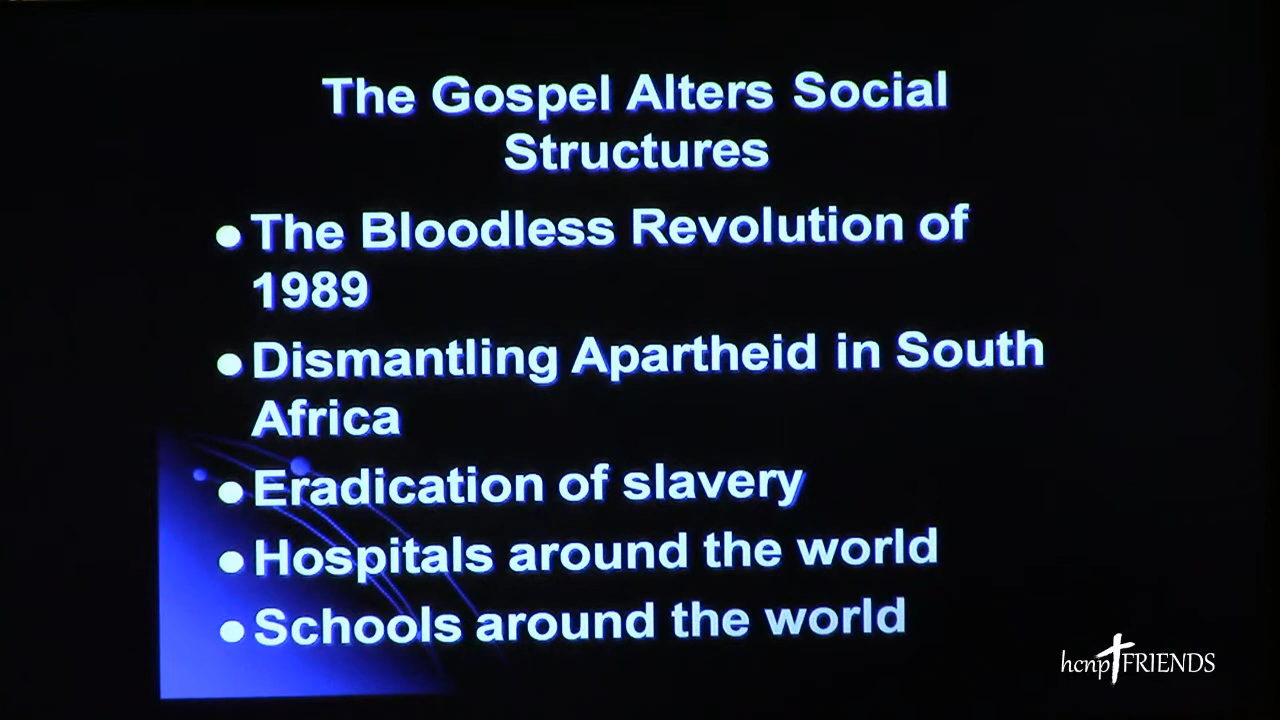 The Gospel Alters Social
Structures
● The Bloodless Revolution of
1989
● Dismantling Apartheid in South
Africa
● Eradication of slavery
● Hospitals around the world
● Schools around the world
hcnp FRIENDS